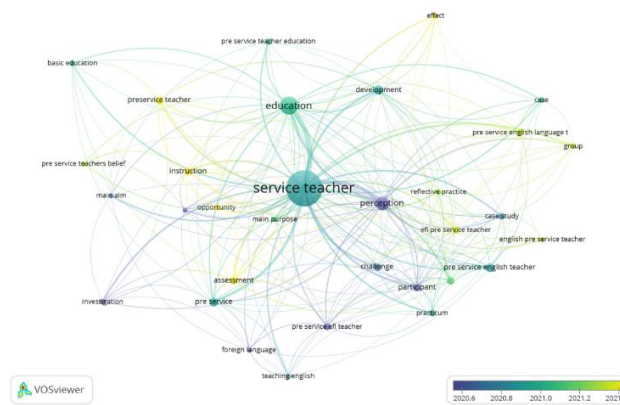 effect
pre service teacher education
basic education
development
preservice teacher
case
education
pre service english language t
group
pre service teachers belief
instruction
service teacher
main aim
reflective practice
opportunity
perception
main purpose
case study
efl pre service teacher
english pre service teacher
challenge
pre service english teacher
assessment
participant
investigation
pre service
practicum
pre service efl teacher
foreign language
teaching english
VOSviewer
2020.6 2020.8 2021.0 2021.2 2021